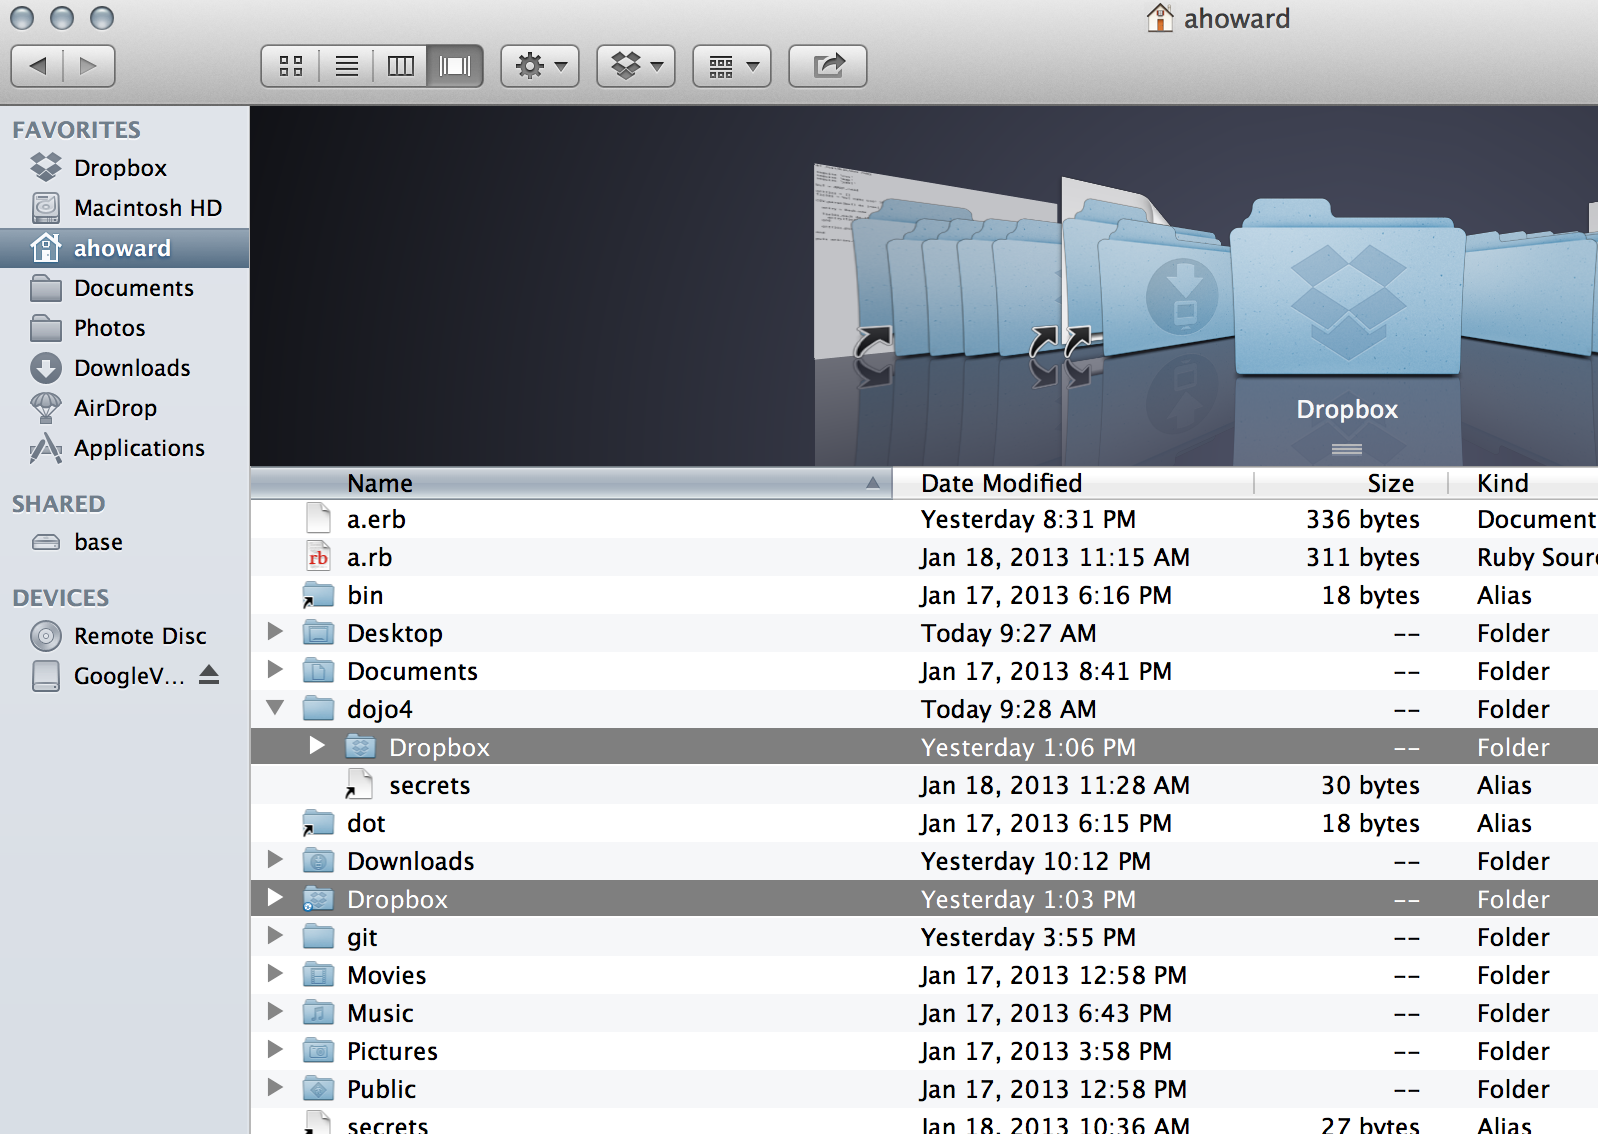 ahoward
FAVORITES
Dropbox
Macintosh HD
ahoward
Documents
Photos
Downloads
AirDrop
Applications
SHARED
base
DEVICES
Remote Disc
GoogleV...
Dropbox
Name Date Modified Size Kind
a.erb Yesterday 8:31 PM 336 bytes Document
rb a.rb Jan 18, 2013 11:15 AM 311 bytes Ruby Sour
bin Jan 17, 2013 6:16 PM 18 bytes Alias
Desktop Today 9:27 AM -- Folder
Documents Jan 17, 2013 8:41 PM -- Folder
dojo4 Today 9:28 AM -- Folder
Dropbox Yesterday 1:06 PM -- Folder
secrets Jan 18, 2013 11:28 AM 30 bytes Alias
dot Jan 17, 2013 6:15 PM 18 bytes Alias
Downloads Yesterday 10:12 PM -- Folder
Dropbox Yesterday 1:03 PM -- Folder
git Yesterday 3:55 PM -- Folder
Movies Jan 17, 2013 12:58 PM -- Folder
Music Jan 17, 2013 6:43 PM -- Folder
Pictures Jan 17, 2013 3:58 PM -- Folder
Public Jan 17, 2013 12:58 PM -- Folder
secrets Jan 18, 2013 10:36 AM 27 bytes Alias